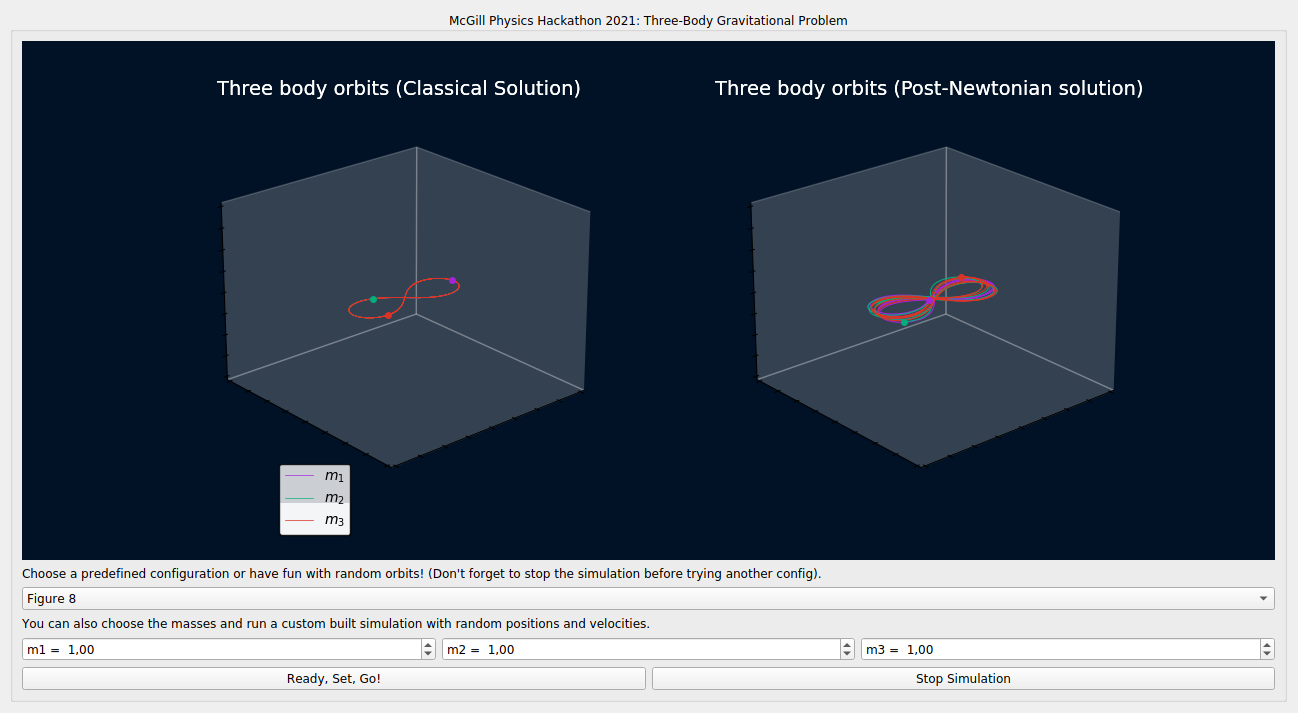 McGill Physics Hackathon 2021: Three-Body Gravitational Problem
Three body orbits (Classical Solution)
Three body orbits (Post-Newtonian solution)
m₁
m₂
m₃
Choose a predefined configuration or have fun with random orbits! (Don't forget to stop the simulation before trying another config).
Figure 8
You can also choose the masses and run a custom built simulation with random positions and velocities.
m1 = 1,00
m2 = 1,00
m3 = 1,00
Ready, Set, Go!
Stop Simulation